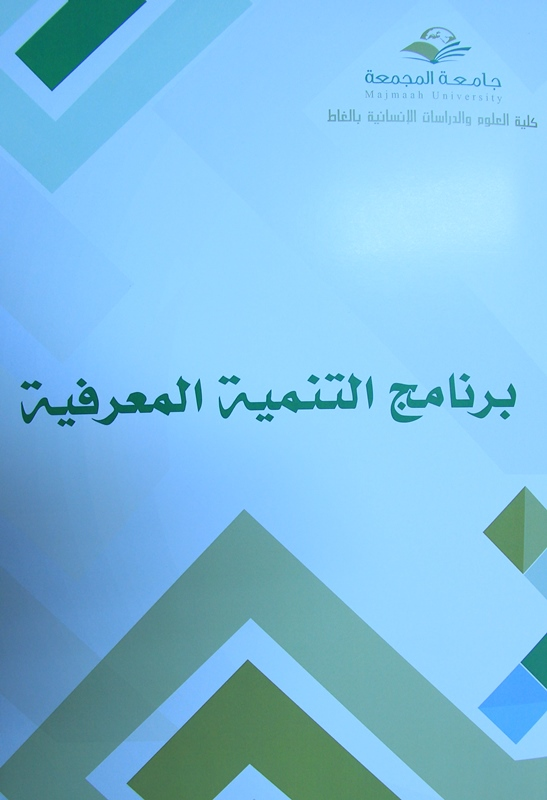 جامعة المجمعة
Majmaah University
كلية العلوم والدراسات الإنسانية بالغاط
برنامج التنمية المعرفية